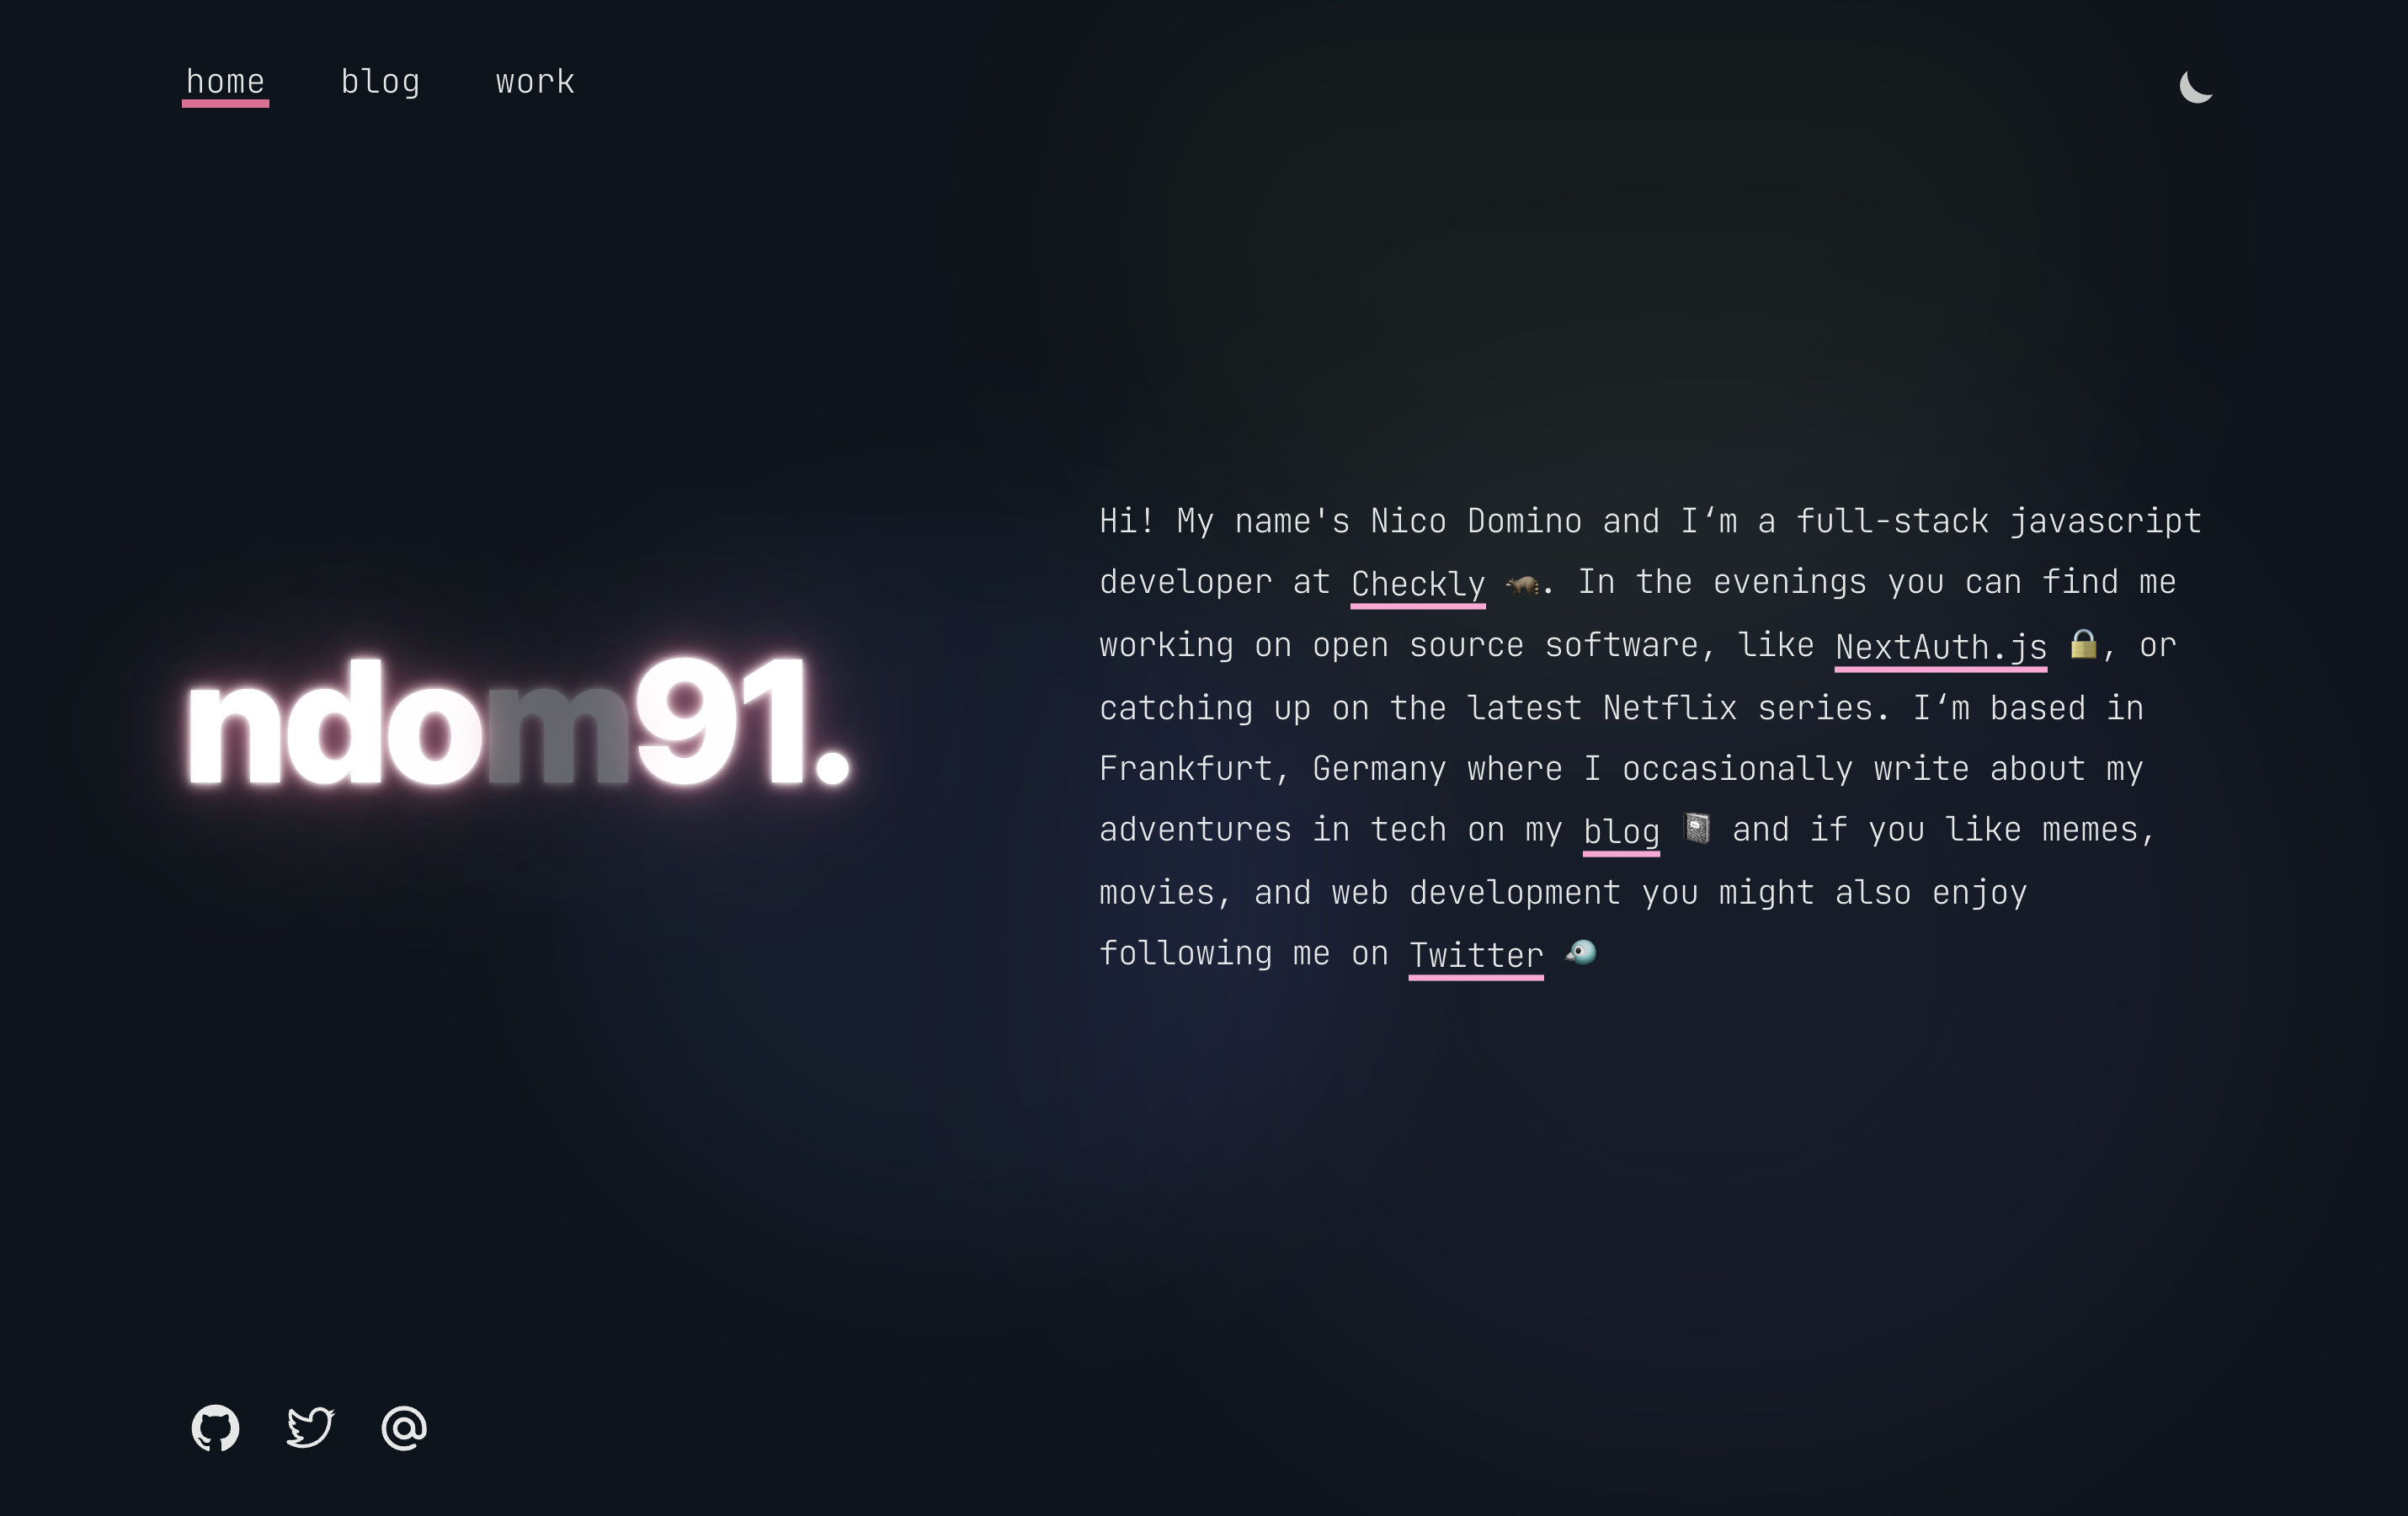 home blog work
ndom91.
Hi! My name's Nico Domino and I‘m a full-stack javascript
developer at Checkly 🦝. In the evenings you can find me
working on open source software, like NextAuth.js 🔒, or
catching up on the latest Netflix series. I‘m based in
Frankfurt, Germany where I occasionally write about my
adventures in tech on my blog 📓 and if you like memes,
movies, and web development you might also enjoy
following me on Twitter 🐦